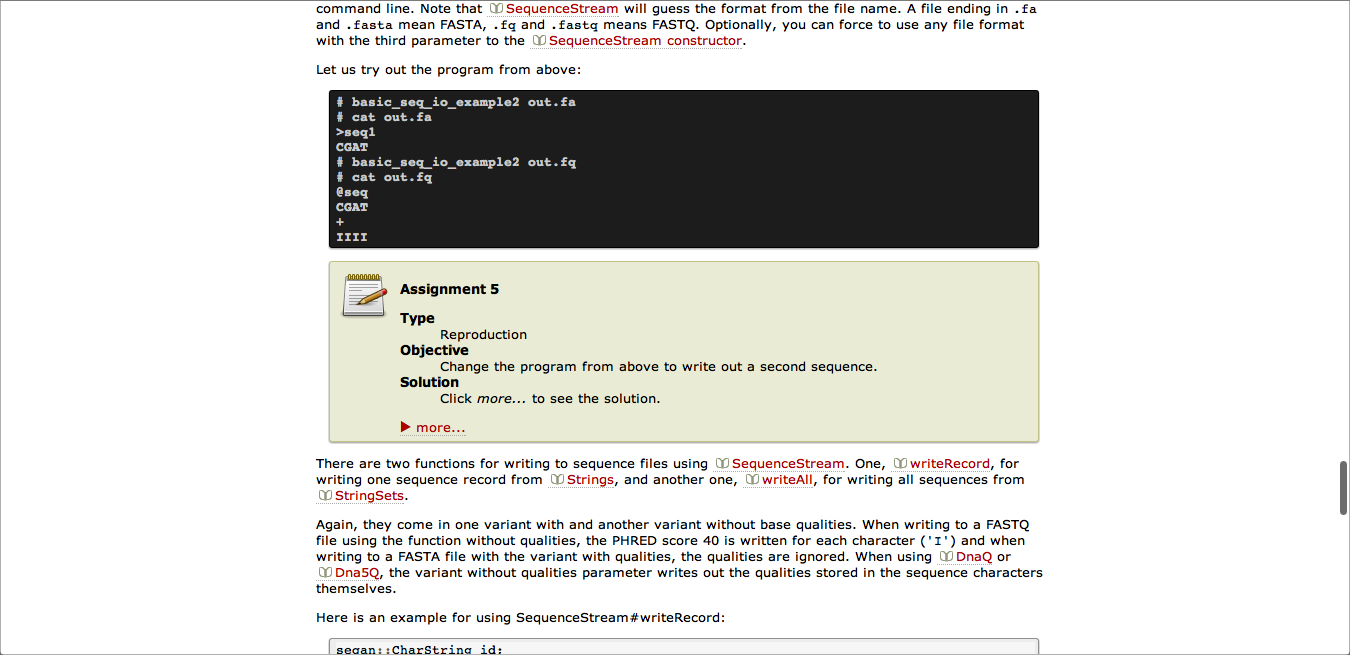 command line. Note that SequenceStream will guess the format from the file name. A file ending in .fa
and .fasta mean FASTA, .fq and .fastq means FASTQ. Optionally, you can force to use any file format
with the third parameter to the SequenceStream constructor.
Let us try out the program from above:
# basic_seq_io_example2 out.fa
# cat out.fa
>seq1
CGAT
# basic_seq_io_example2 out.fq
# cat out.fq
@seq
CGAT
+
IIII
Assignment 5
Type
Reproduction
Objective
Change the program from above to write out a second sequence.
Solution
Click more... to see the solution.
more...
There are two functions for writing to sequence files using SequenceStream. One, writeRecord, for
writing one sequence record from Strings, and another one, writeAll, for writing all sequences from
StringSets.
Again, they come in one variant with and another variant without base qualities. When writing to a FASTQ
file using the function without qualities, the PHRED score 40 is written for each character ('I') and when
writing to a FASTA file with the variant with qualities, the qualities are ignored. When using DnaQ or
Dna5Q, the variant without qualities parameter writes out the qualities stored in the sequence characters
themselves.
Here is an example for using SequenceStream#writeRecord:
seqan::CharString id;